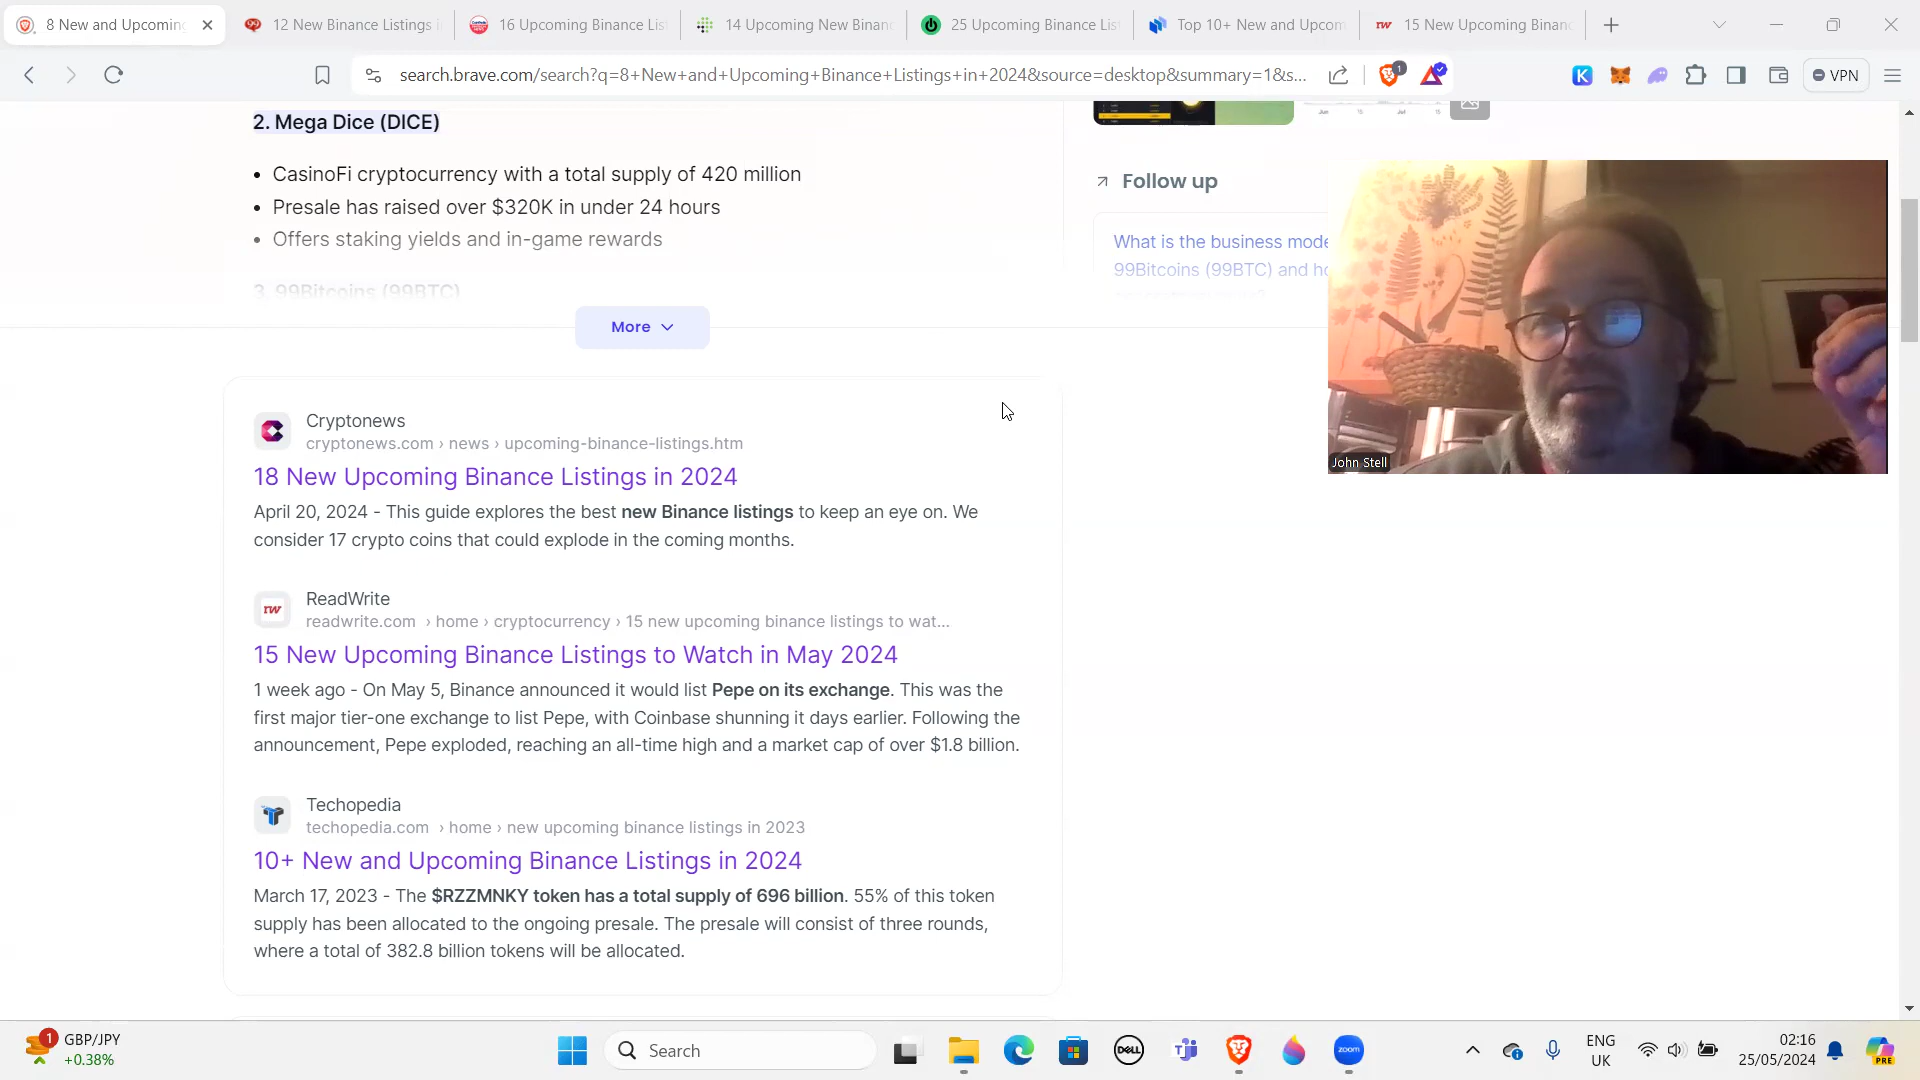 8 New and Upcoming
12 New Binance Listings i
16 Upcoming Binance Lis
14 Upcoming New Binan
25 Upcoming Binance Lis
Top 10+ New and Upcom
15 New Upcoming Binan
search.brave.com/search?q=8+New+and+Upcoming+Binance+Listings+in+2024&source=desktop&summary=1&s...
1
VPN
2. Mega Dice (DICE)
• CasinoFi cryptocurrency with a total supply of 420 million
• Presale has raised over $320K in under 24 hours
• Offers staking yields and in-game rewards
3. 99Bitcoins (99BTC)
More
Follow up
What is the business mode
99Bitcoins (99BTC) and ho
John Stell
Cryptonews
cryptonews.com › news › upcoming-binance-listings.htm
18 New Upcoming Binance Listings in 2024
April 20, 2024 - This guide explores the best new Binance listings to keep an eye on. We
consider 17 crypto coins that could explode in the coming months.
ReadWrite
readwrite.com › home › cryptocurrency › 15 new upcoming binance listings to wat...
15 New Upcoming Binance Listings to Watch in May 2024
1 week ago - On May 5, Binance announced it would list Pepe on its exchange. This was the
first major tier-one exchange to list Pepe, with Coinbase shunning it days earlier. Following the
announcement, Pepe exploded, reaching an all-time high and a market cap of over $1.8 billion.
Techopedia
techopedia.com › home › new upcoming binance listings in 2023
10+ New and Upcoming Binance Listings in 2024
March 17, 2023 - The $RZZMNKY token has a total supply of 696 billion. 55% of this token
supply has been allocated to the ongoing presale. The presale will consist of three rounds,
where a total of 382.8 billion tokens will be allocated.
1
GBP/JPY
+0.38%
Search
DELL
zoom
ENG
UK
02:16
25/05/2024
PRE